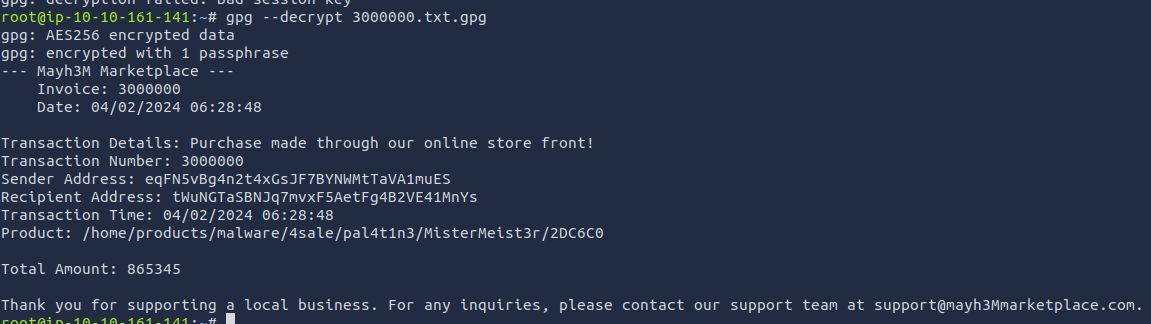 gpg: decryption failed: Bad session key
root@ip-10-10-161-141:~# gpg --decrypt 3000000.txt.gpg
gpg: AES256 encrypted data
gpg: encrypted with 1 passphrase
--- Mayh3M Marketplace ---
    Invoice: 3000000
    Date: 04/02/2024 06:28:48

Transaction Details: Purchase made through our online store front!
Transaction Number: 3000000
Sender Address: eqFN5vBg4n2t4xGsJF7BYNWMtTaVA1muES
Recipient Address: tWuNGTaSBNJq7mvxF5AetFg4B2VE41MnYs
Transaction Time: 04/02/2024 06:28:48
Product: /home/products/malware/4sale/pal4t1n3/MisterMeist3r/2DC6C0

Total Amount: 865345

Thank you for supporting a local business. For any inquiries, please contact our support team at support@mayh3Mmarketplace.com.
root@ip-10-10-161-141:~#